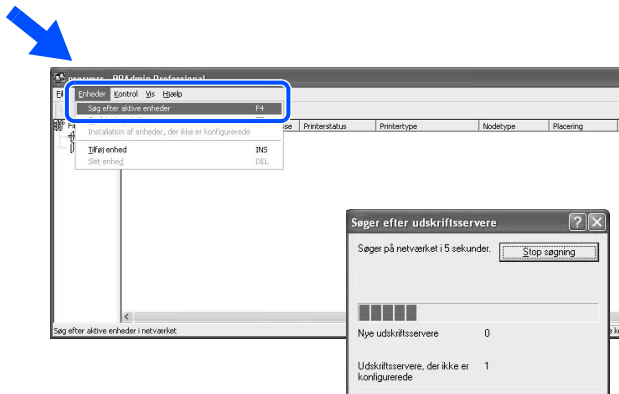 pservers - BRAdmin Professional
Enheder Kontrol Vis Hjælp
Søg efter aktive enheder F4
Installation af enheder, der ikke er konfigurerede
Tilføj enhed INS
Slet enhed DEL
Printerstatus Printertype Nodetype Placering
Søger efter udskriftsservere
Søger på netværket i 5 sekunder. Stop søgning
Nye udskriftsservere 0
Udskriftsservere, der ikke er 1
konfigurerede
Søg efter aktive enheder i netværket